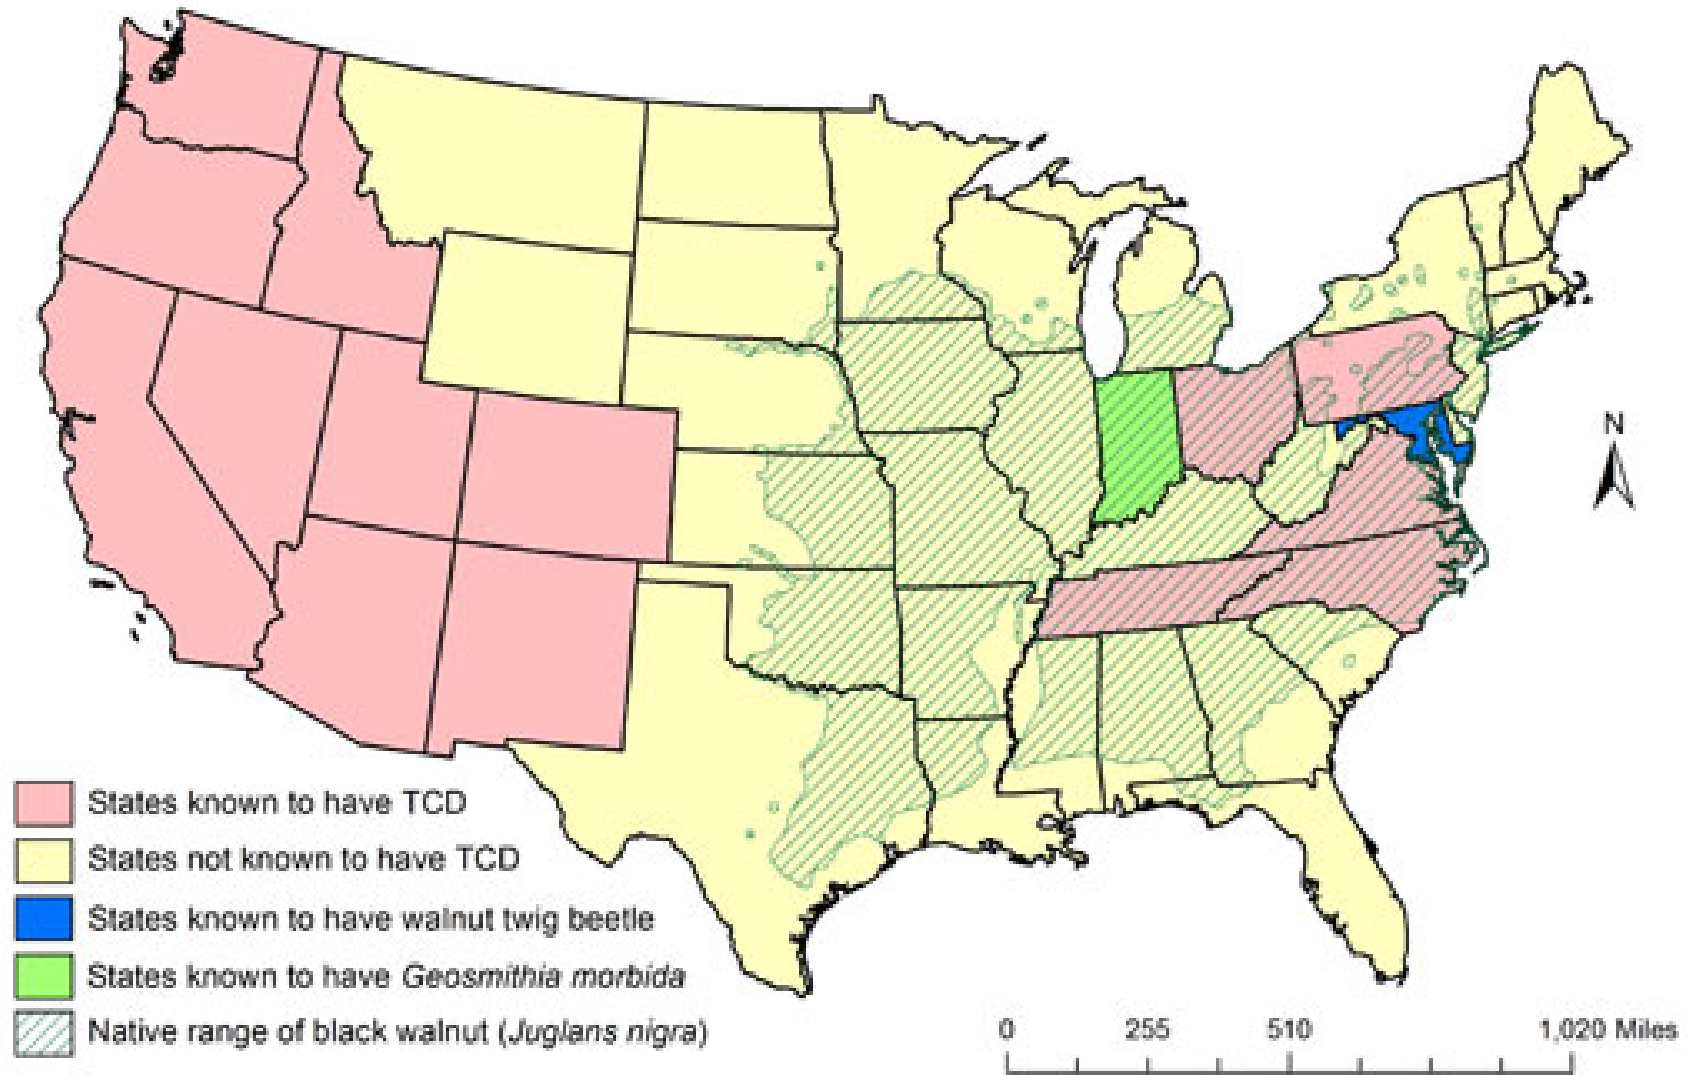 N
States known to have TCD
States not known to have TCD
States known to have walnut twig beetle
States known to have Geosmithia morbida
Native range of black walnut (Juglans nigra)
0 255 510 1,020 Miles